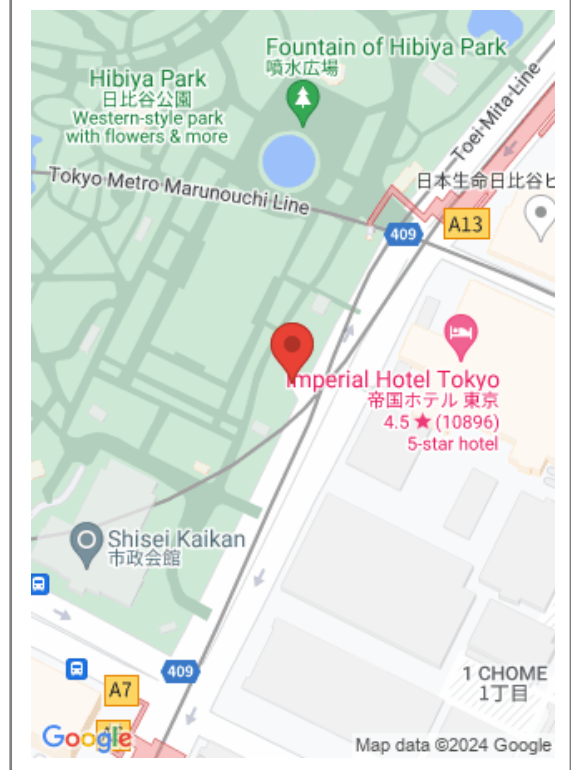 Fountain of Hibiya Park
噴水広場
Hibiya Park
日比谷公園
Western-style park
with flowers & more
Toei-Mita-Line
Tokyo Metro Marunouchi Line
日本生命日比谷ビ
A13
409
Imperial Hotel Tokyo
帝国ホテル 東京
4.5 ★ (10896)
5-star hotel
Shisei Kaikan
市政会館
409
1 CHOME
1丁目
A7
Google
Map data ©2024 Google